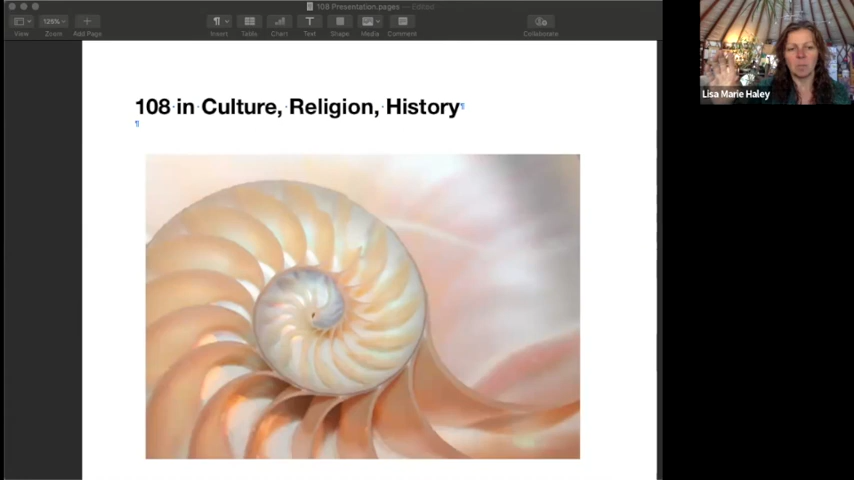 108 Presentation.pages — Edited
125%
View
Zoom
Add Page
Insert
Table
Chart
Text
Shape
Media
Comment
Collaborate
108 in Culture, Religion, History
Lisa Marie Haley